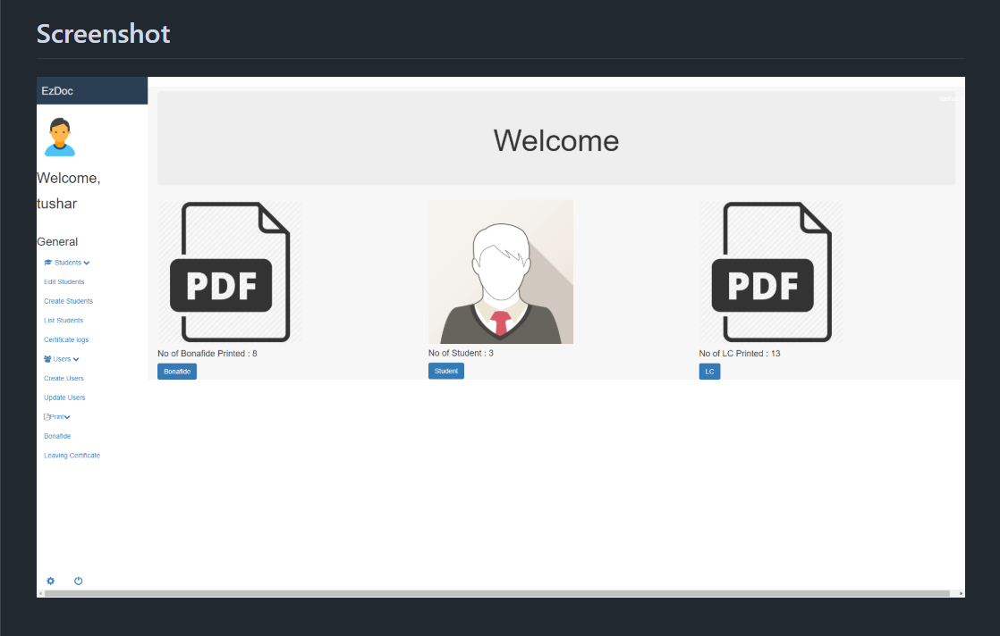 Screenshot
EzDoc
Welcome,
tushar
General
Students
Edit Students
Create Students
List Students
Certificate logs
Users
Create Users
Update Users
Print
Bonafide
Leaving Certificate
Welcome
PDF
No of Bonafide Printed : 8
Bonafide
No of Student : 3
Student
PDF
No of LC Printed : 13
LC